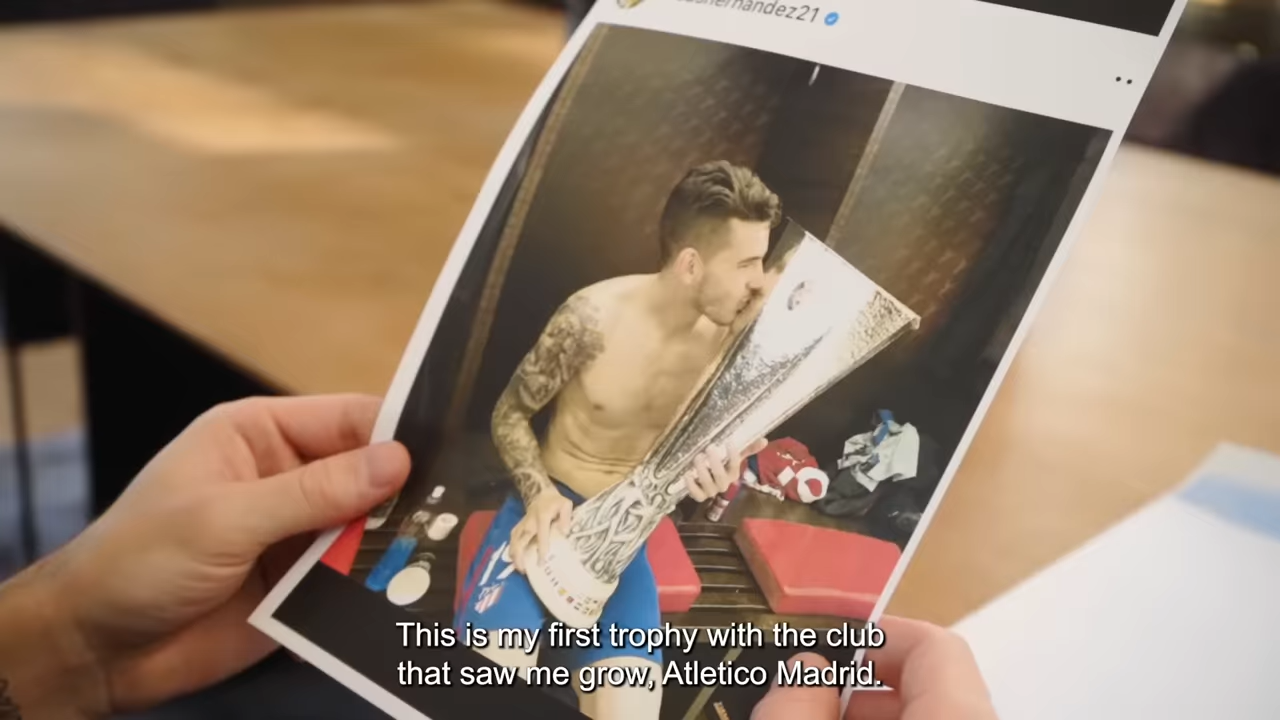 This is my first trophy with the club
that saw me grow, Atletico Madrid.